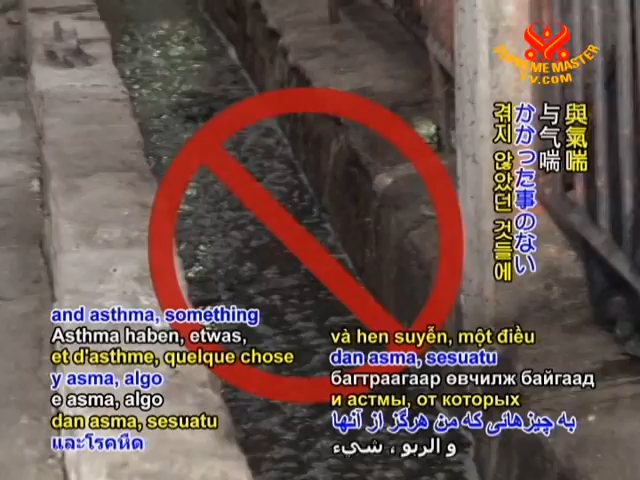 SUPREME MASTER
TV.COM
與氣喘
与气喘
かかった事のない
겪지 않았던 것들에
and asthma, something
Asthma haben, etwas,
et d'asthme, quelque chose
y asma, algo
e asma, algo
dan asma, sesuatu
และโรคหืด
và hen suyễn, một điều
dan asma, sesuatu
багтраагаар өвчилж байгаад
и астмы, от которых
به چیزهائی که من هرگز از آنها
و الربو ، شيء